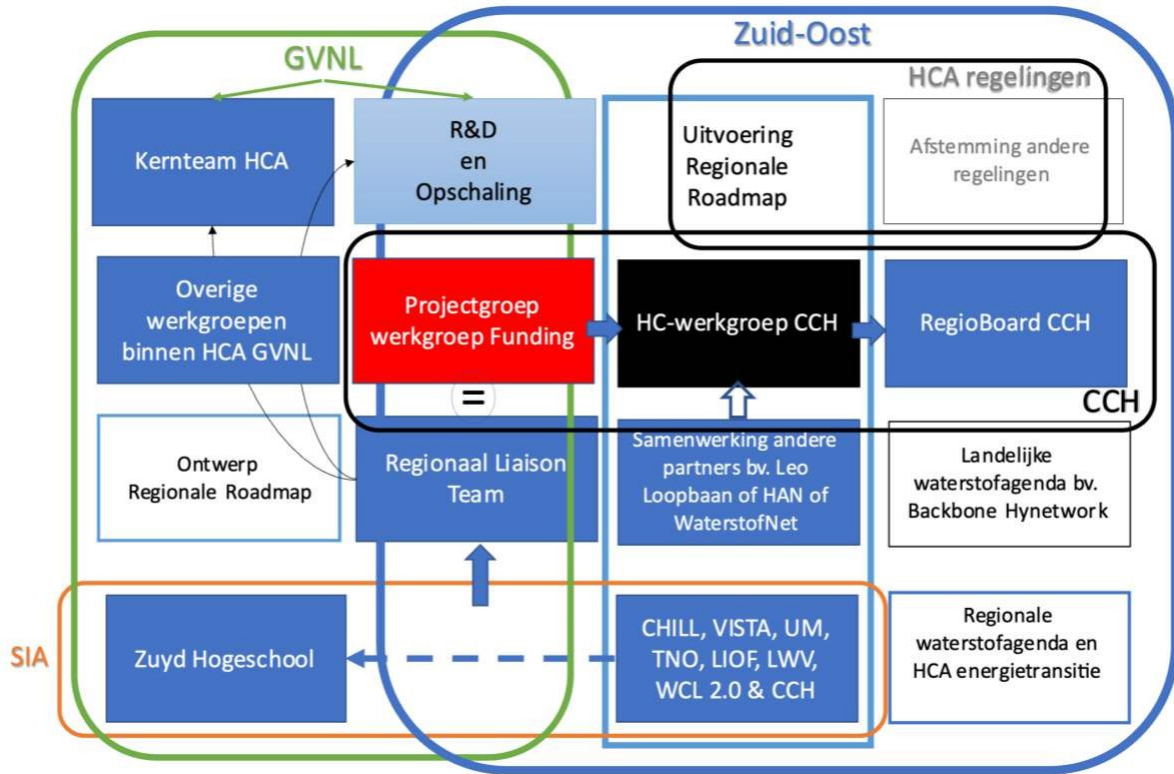 GVNL
Zuid-Oost
HCA regelingen
Kernteam HCA
R&D
en
Opschaling
Uitvoering
Regionale
Roadmap
Afstemming andere
regelingen
Overige
werkgroepen
binnen HCA GVNL
Projectgroep
werkgroep Funding
HC-werkgroep CCH
RegioBoard CCH
=
CCH
Ontwerp
Regionale Roadmap
Regionaal Liaison
Team
Samenwerking andere
partners bv. Leo
Loopbaan of HAN of
WaterstofNet
Landelijke
waterstofagenda bv.
Backbone Hynetwork
SIA
Zuyd Hogeschool
CHILL, VISTA, UM,
TNO, LIOF, LWV,
WCL 2.0 & CCH
Regionale
waterstofagenda en
HCA energietransitie